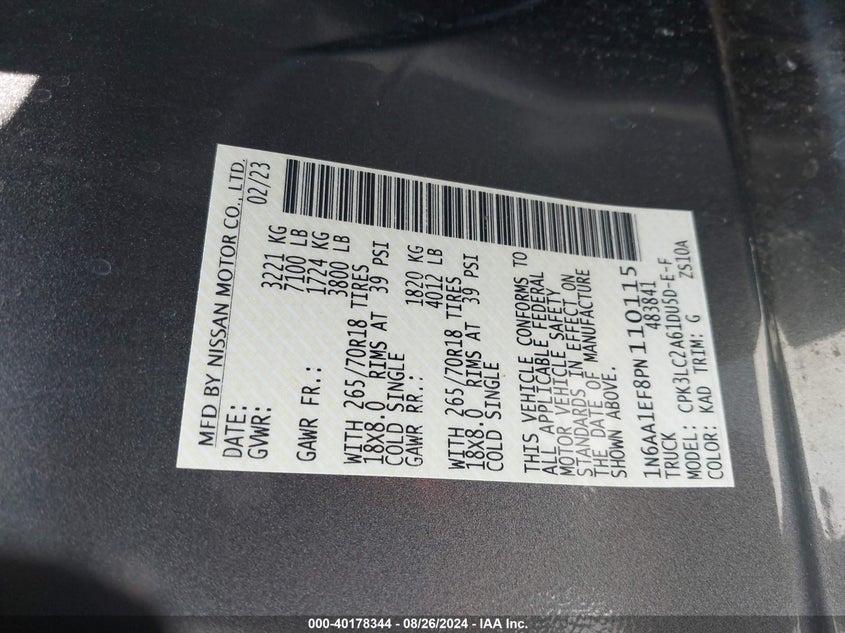 MFD BY NISSAN MOTOR CO., LTD.
DATE: 02/23
GVWR: 3221 KG
7100 LB
GAWR FR.: 1724 KG
3800 LB
WITH 265/70R18 TIRES
18X8.0 RIMS AT 39 PSI
COLD SINGLE
GAWR RR.: 1820 KG
4012 LB
WITH 265/70R18 TIRES
18X8.0 RIMS AT 39 PSI
COLD SINGLE
THIS VEHICLE CONFORMS TO
ALL APPLICABLE FEDERAL
MOTOR VEHICLE SAFETY
STANDARDS IN EFFECT ON
THE DATE OF MANUFACTURE
SHOWN ABOVE.
1N6AA1EF8PN110115
TRUCK 483841
MODEL: CPK3LC2A61DU5D-E-F
COLOR: KAD TRIM: G ZS10A
000-40178344 - 08/26/2024 - IAA Inc.